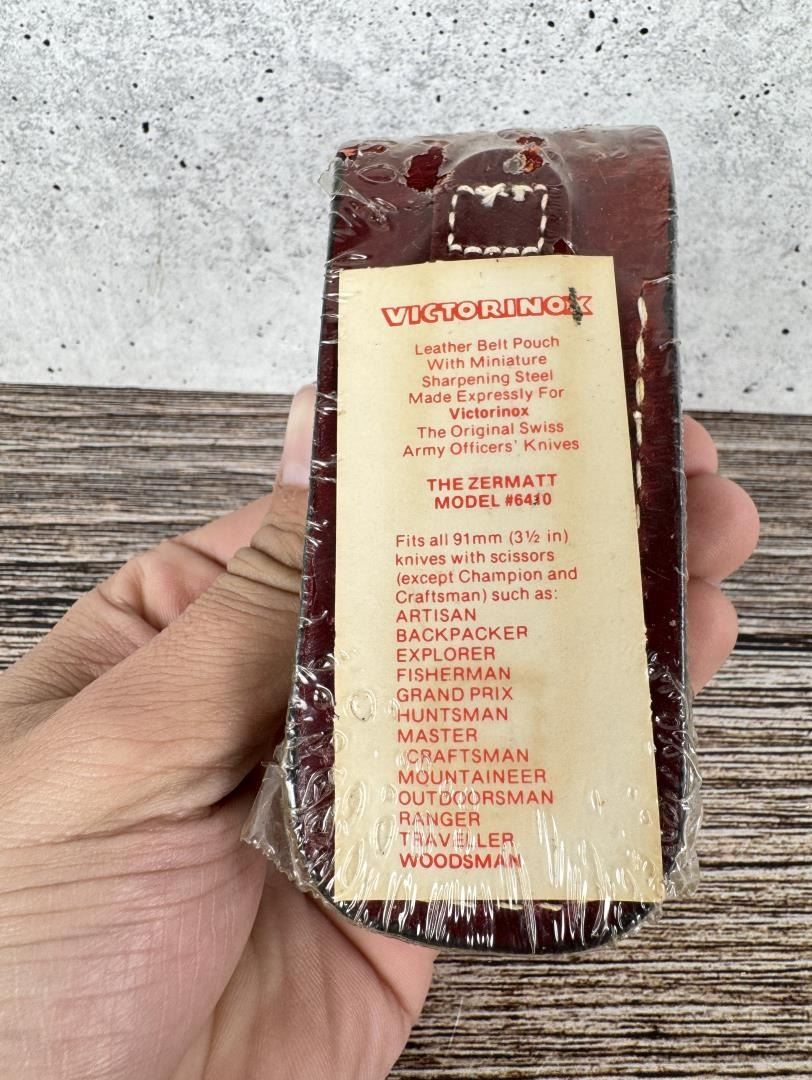 VICTORINOX
Leather Belt Pouch
With Miniature
Sharpening Steel
Made Expressly For
Victorinox
The Original Swiss
Army Officers' Knives
THE ZERMATT
MODEL #6410
Fits all 91mm (3½ in)
knives with scissors
(except Champion and
Craftsman) such as:
ARTISAN
BACKPACKER
EXPLORER
FISHERMAN
GRAND PRIX
HUNTSMAN
MASTER
CRAFTSMAN
MOUNTAINEER
OUTDOORSMAN
RANGER
TRAVELLER
WOODSMAN